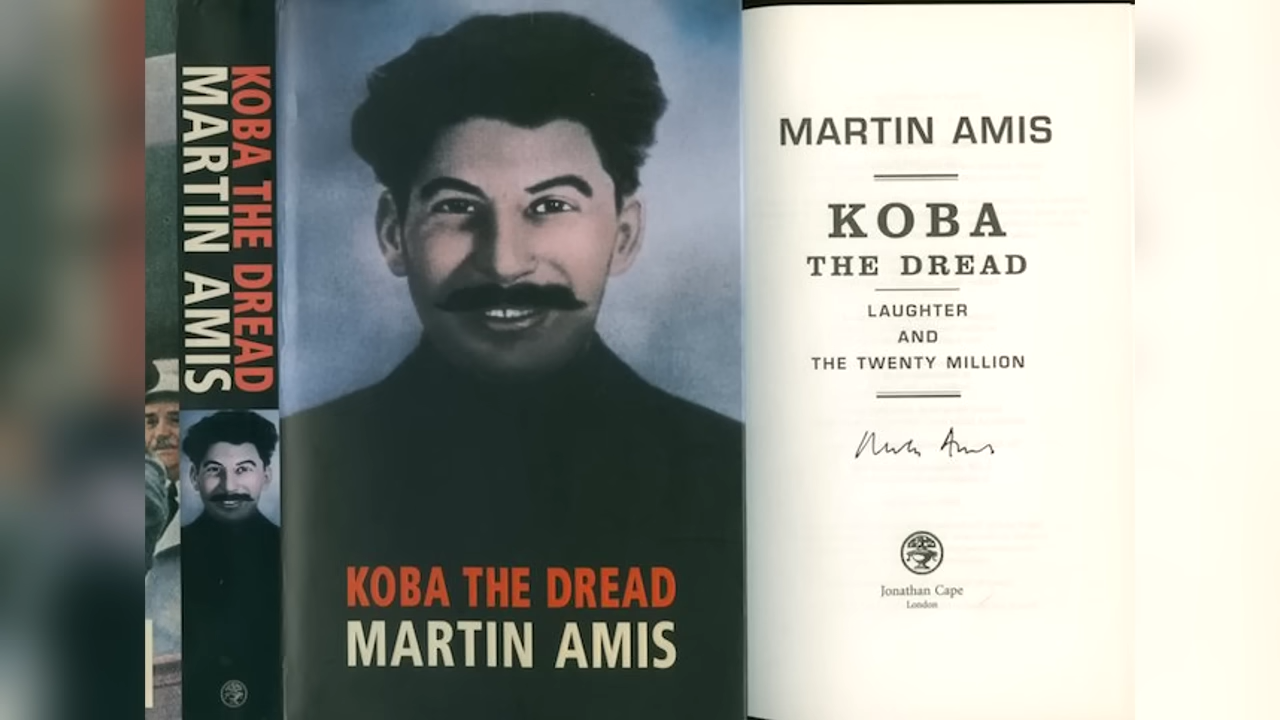 KOBA THE DREAD
MARTIN AMIS
KOBA THE DREAD
MARTIN AMIS
MARTIN AMIS
KOBA
THE DREAD
LAUGHTER
AND
THE TWENTY MILLION
Jonathan Cape
London